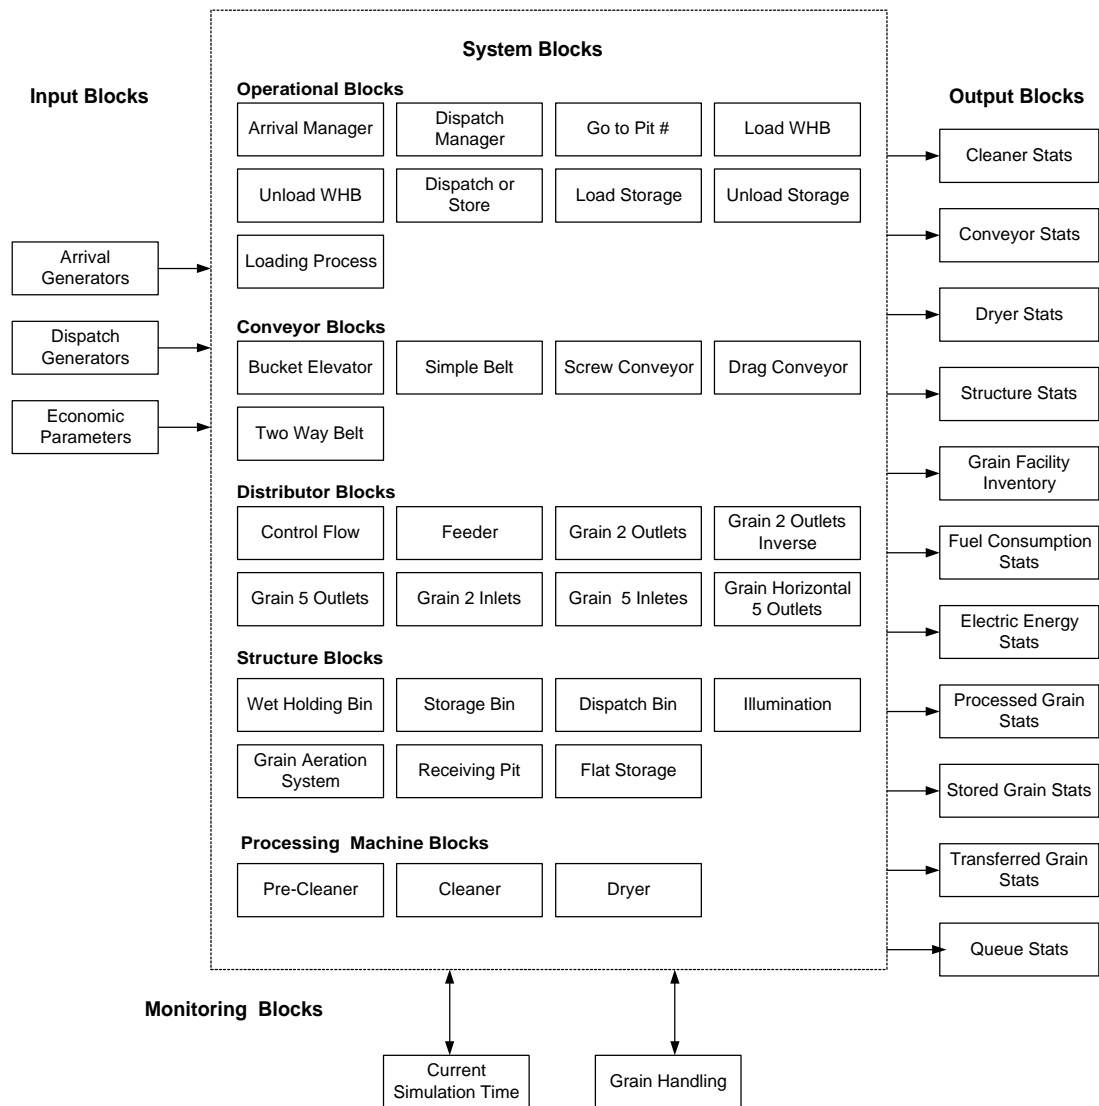 System Blocks
Input Blocks
Operational Blocks
Output Blocks
Arrival Manager
Dispatch
Manager
Go to Pit #
Load WHB
Unload WHB
Dispatch or
Store
Load Storage
Unload Storage
Loading Process
Arrival
Generators
Dispatch
Generators
Economic
Parameters
Conveyor Blocks
Bucket Elevator
Simple Belt
Screw Conveyor
Drag Conveyor
Two Way Belt
Distributor Blocks
Control Flow
Feeder
Grain 2 Outlets
Grain 2 Outlets
Inverse
Grain 5 Outlets
Grain 2 Inlets
Grain  5 Inletes
Grain Horizontal
5 Outlets
Structure Blocks
Wet Holding Bin
Storage Bin
Dispatch Bin
Illumination
Grain Aeration
System
Receiving Pit
Flat Storage
Processing  Machine Blocks
Pre-Cleaner
Cleaner
Dryer
Cleaner Stats
Conveyor Stats
Dryer Stats
Structure Stats
Grain Facility
Inventory
Fuel Consumption
Stats
Electric Energy
Stats
Processed Grain
Stats
Stored Grain Stats
Transferred Grain
Stats
Queue Stats
Monitoring  Blocks
Current
Simulation Time
Grain Handling